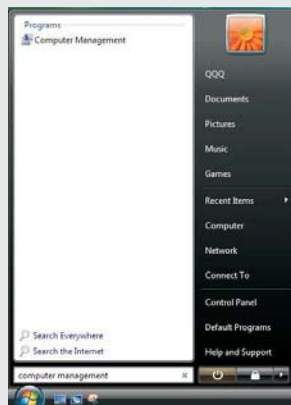 Programs
Computer Management
Search Everywhere
Search the Internet
computer management
QQQ
Documents
Pictures
Music
Games
Recent Items
Computer
Network
Connect To
Control Panel
Default Programs
Help and Support